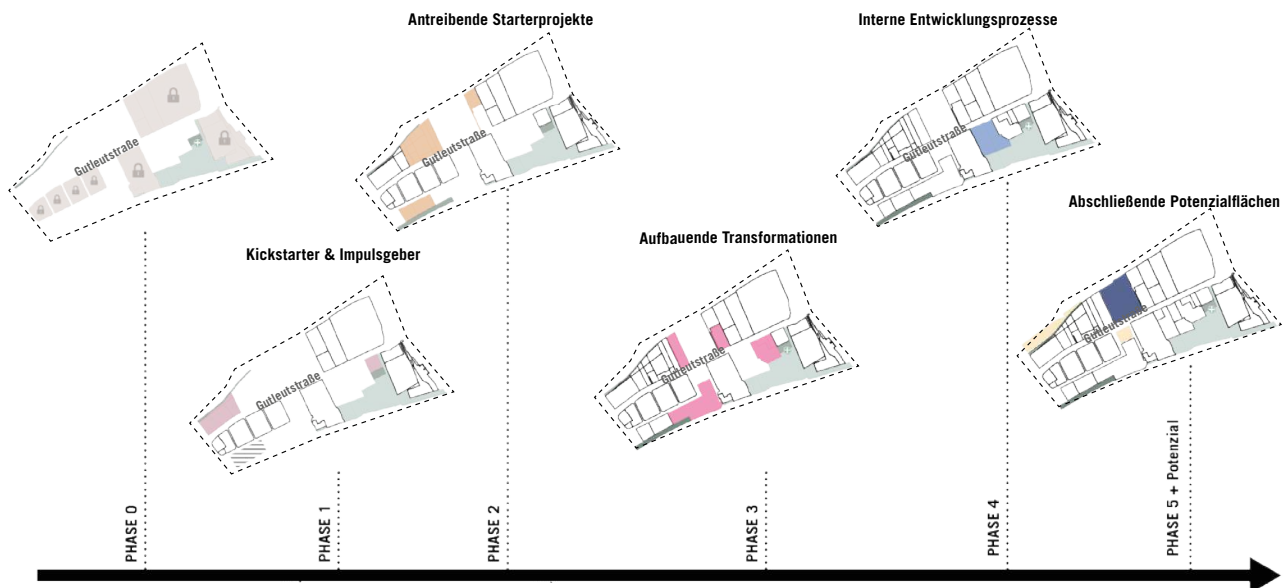 Antreibende Starterprojekte
Interne Entwicklungsprozesse
Gutleutstraße
Gutleutstraße
Gutleutstraße
Kickstarter & Impulsgeber
Aufbauende Transformationen
Abschließende Potenzialflächen
Gutleutstraße
Gutleutstraße
Gutleutstraße
PHASE 0
PHASE 1
PHASE 2
PHASE 3
PHASE 4
PHASE 5 + Potenzial